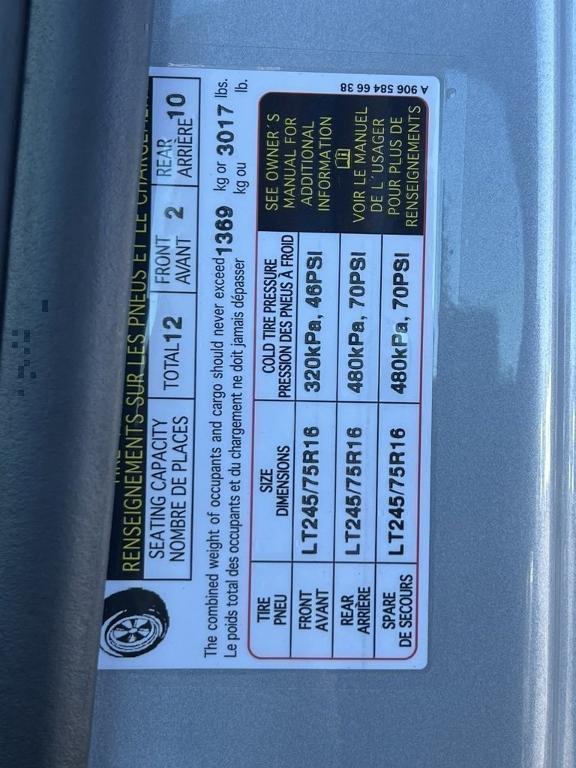 RENSEIGNEMENTS SUR LES PNEUS ET LE CHARGEMENT
SEATING CAPACITY
NOMBRE DE PLACES
TOTAL 12
FRONT
AVANT 2
REAR
ARRIÈRE 10
The combined weight of occupants and cargo should never exceed 1369 kg or 3017 lbs.
Le poids total des occupants et du chargement ne doit jamais dépasser kg ou lb.
TIRE
PNEU
SIZE
DIMENSIONS
COLD TIRE PRESSURE
PRESSION DES PNEUS À FROID
FRONT
AVANT
LT245/75R16
320kPa, 46PSI
REAR
ARRIÈRE
LT245/75R16
480kPa, 70PSI
SPARE
DE SECOURS
LT245/75R16
480kPa, 70PSI
SEE OWNER'S
MANUAL FOR
ADDITIONAL
INFORMATION
VOIR LE MANUEL
DE L'USAGER
POUR PLUS DE
RENSEIGNEMENTS
A 906 584 66 38